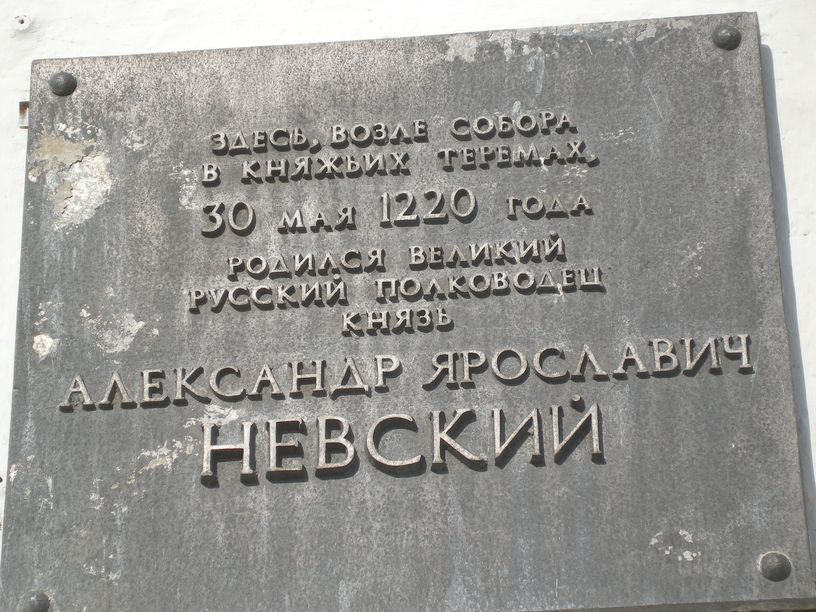 ЗДЕСЬ, ВОЗЛЕ СОБОРА
В КНЯЖЬИХ ТЕРЕМАХ,
30 МАЯ 1220 ГОДА
РОДИЛСЯ ВЕЛИКИЙ
РУССКИЙ ПОЛКОВОДЕЦ
КНЯЗЬ
АЛЕКСАНДР ЯРОСЛАВИЧ
НЕВСКИЙ